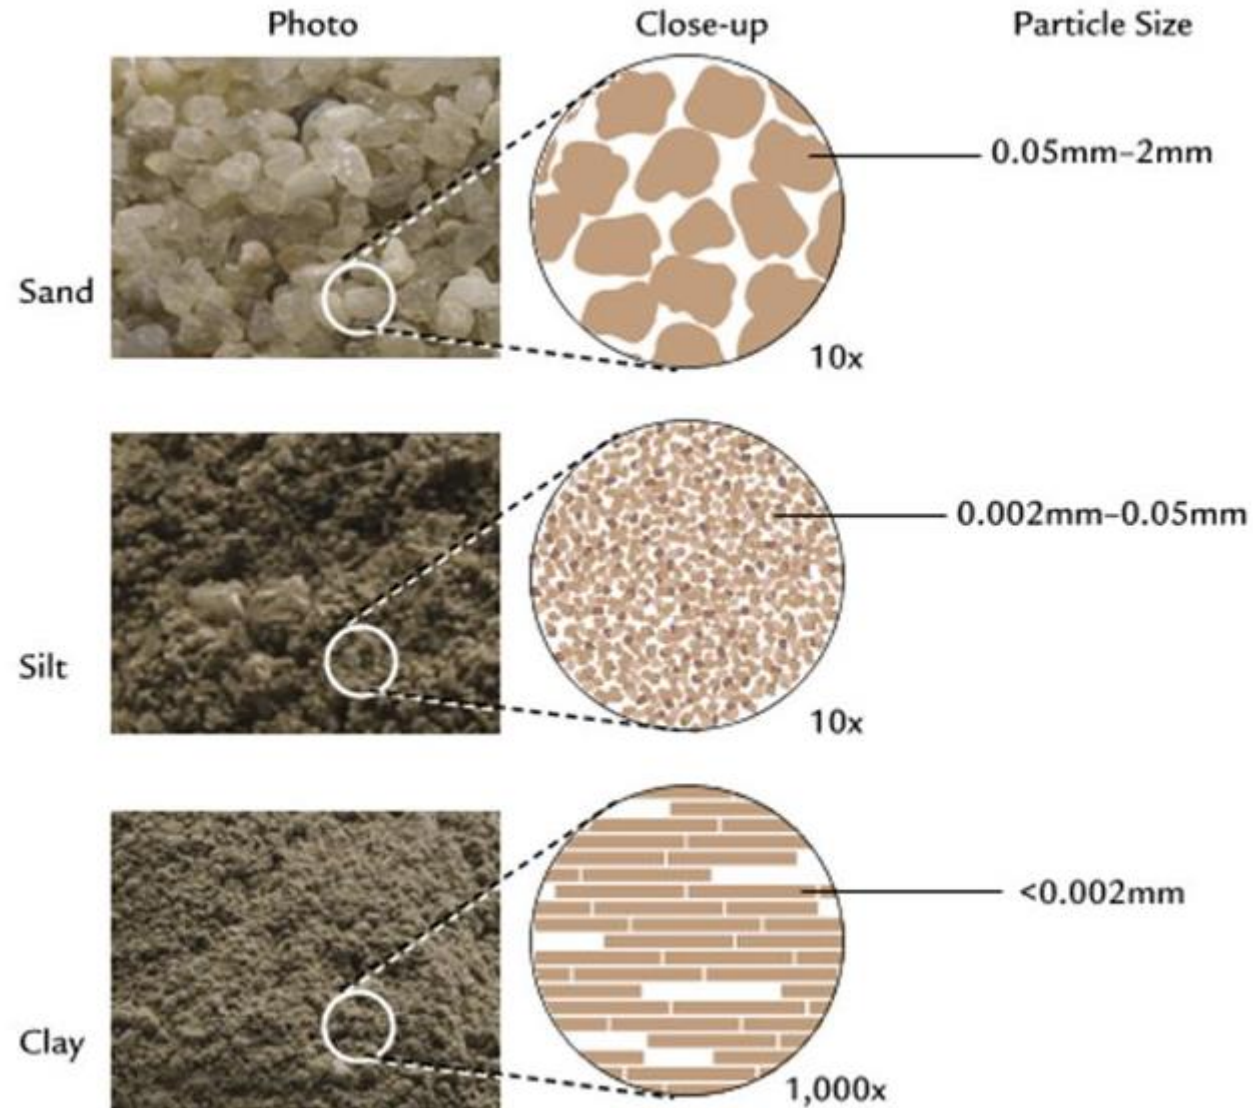 Photo Close-up Particle Size
0.05mm–2mm
Sand
10x
0.002mm–0.05mm
Silt
10x
<0.002mm
Clay
1,000x